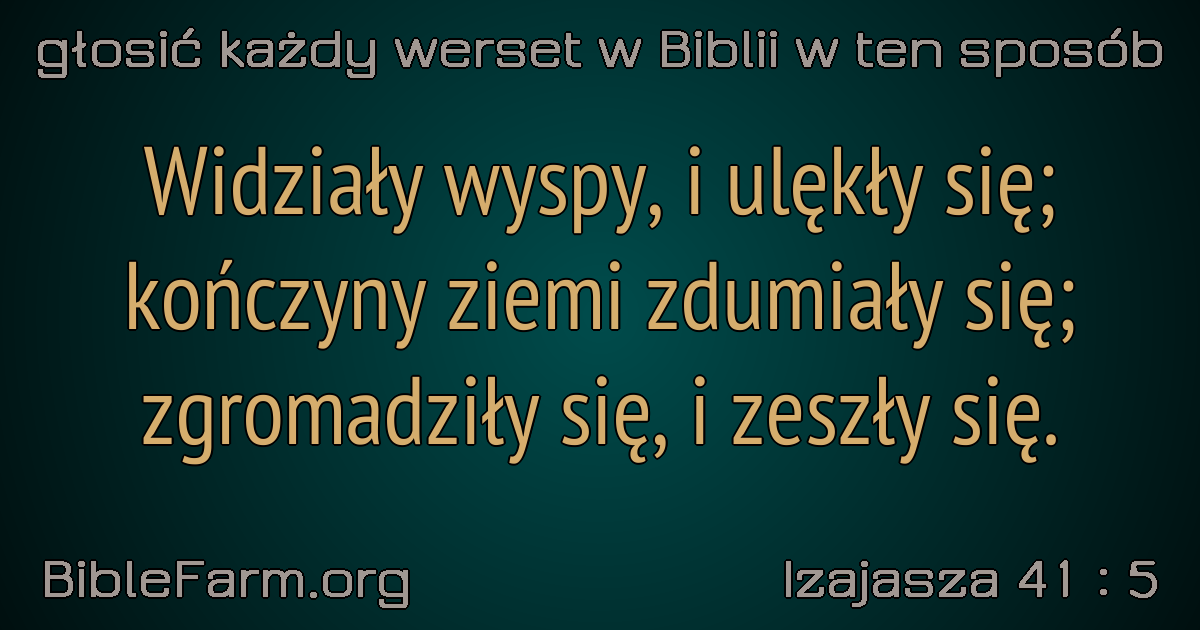 głosić każdy werset w Biblii w ten sposób
Widziały wyspy, i ulękły się;
kończyny ziemi zdumiały się;
zgromadziły się, i zeszły się.
BibleFarm.org
Izajasza 41 : 5